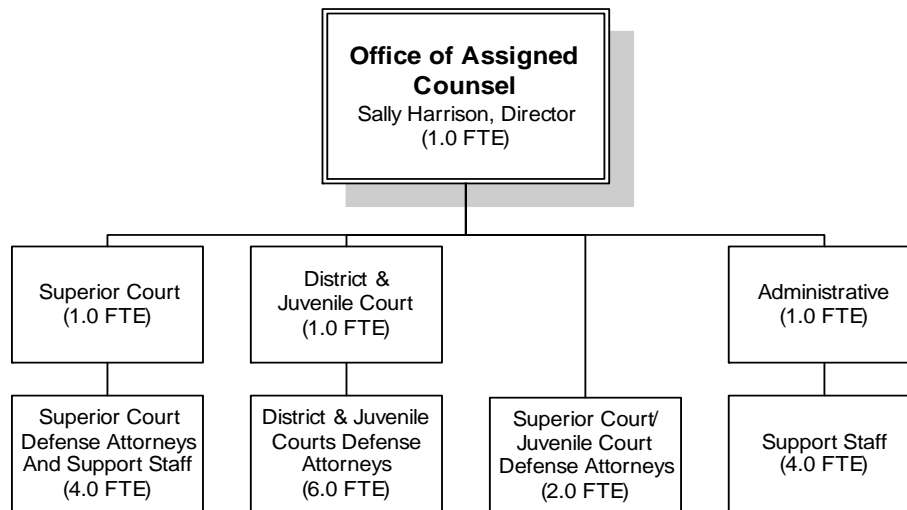 Office of Assigned
Counsel
Sally Harrison, Director
(1.0 FTE)
Superior Court
(1.0 FTE)
District &
Juvenile Court
(1.0 FTE)
Administrative
(1.0 FTE)
Superior Court
Defense Attorneys
And Support Staff
(4.0 FTE)
District & Juvenile
Courts Defense
Attorneys
(6.0 FTE)
Superior Court/
Juvenile Court
Defense Attorneys
(2.0 FTE)
Support Staff
(4.0 FTE)